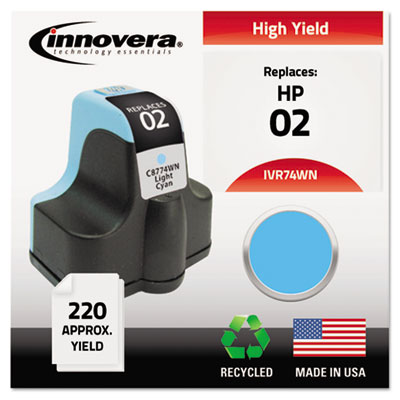 innovera®
technology essentials
High Yield
Replaces:
HP
02
IVR74WN
REPLACES
02
C8774WN
Light
Cyan
220
APPROX.
YIELD
RECYCLED
MADE IN USA